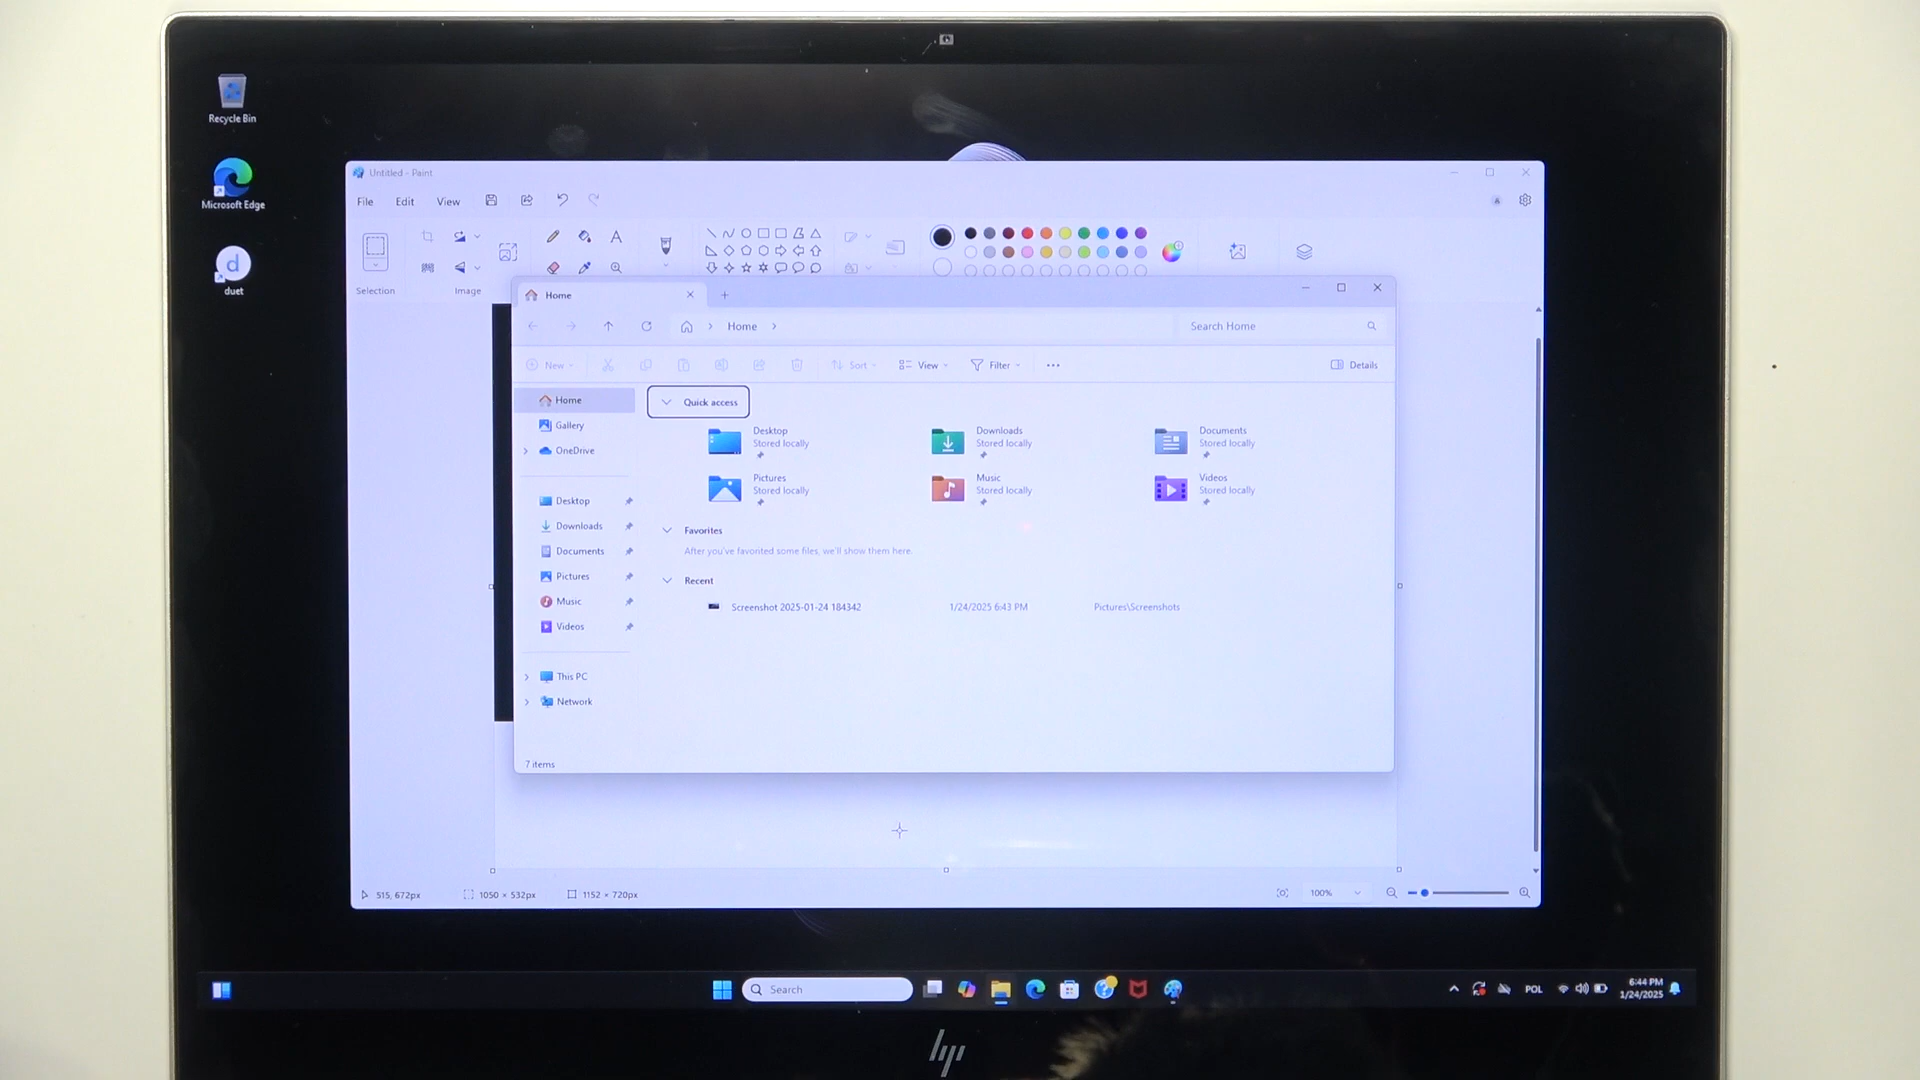 Recycle Bin
Microsoft Edge
d
duet
Untitled - Paint
File Edit View
Selection
Image
Home
Home
Search Home
New
Sort
View
Filter
Details
Home
Gallery
OneDrive
Desktop
Downloads
Documents
Pictures
Music
Videos
This PC
Network
Quick access
Desktop
Stored locally
Downloads
Stored locally
Documents
Stored locally
Pictures
Stored locally
Music
Stored locally
Videos
Stored locally
Favorites
After you've favorited some files, we'll show them here.
Recent
Screenshot 2025-01-24 184342 1/24/2025 6:43 PM Pictures\Screenshots
7 items
515, 672px 1050 × 532px 1152 × 720px 100%
Search
POL
6:44 PM
1/24/2025
hp